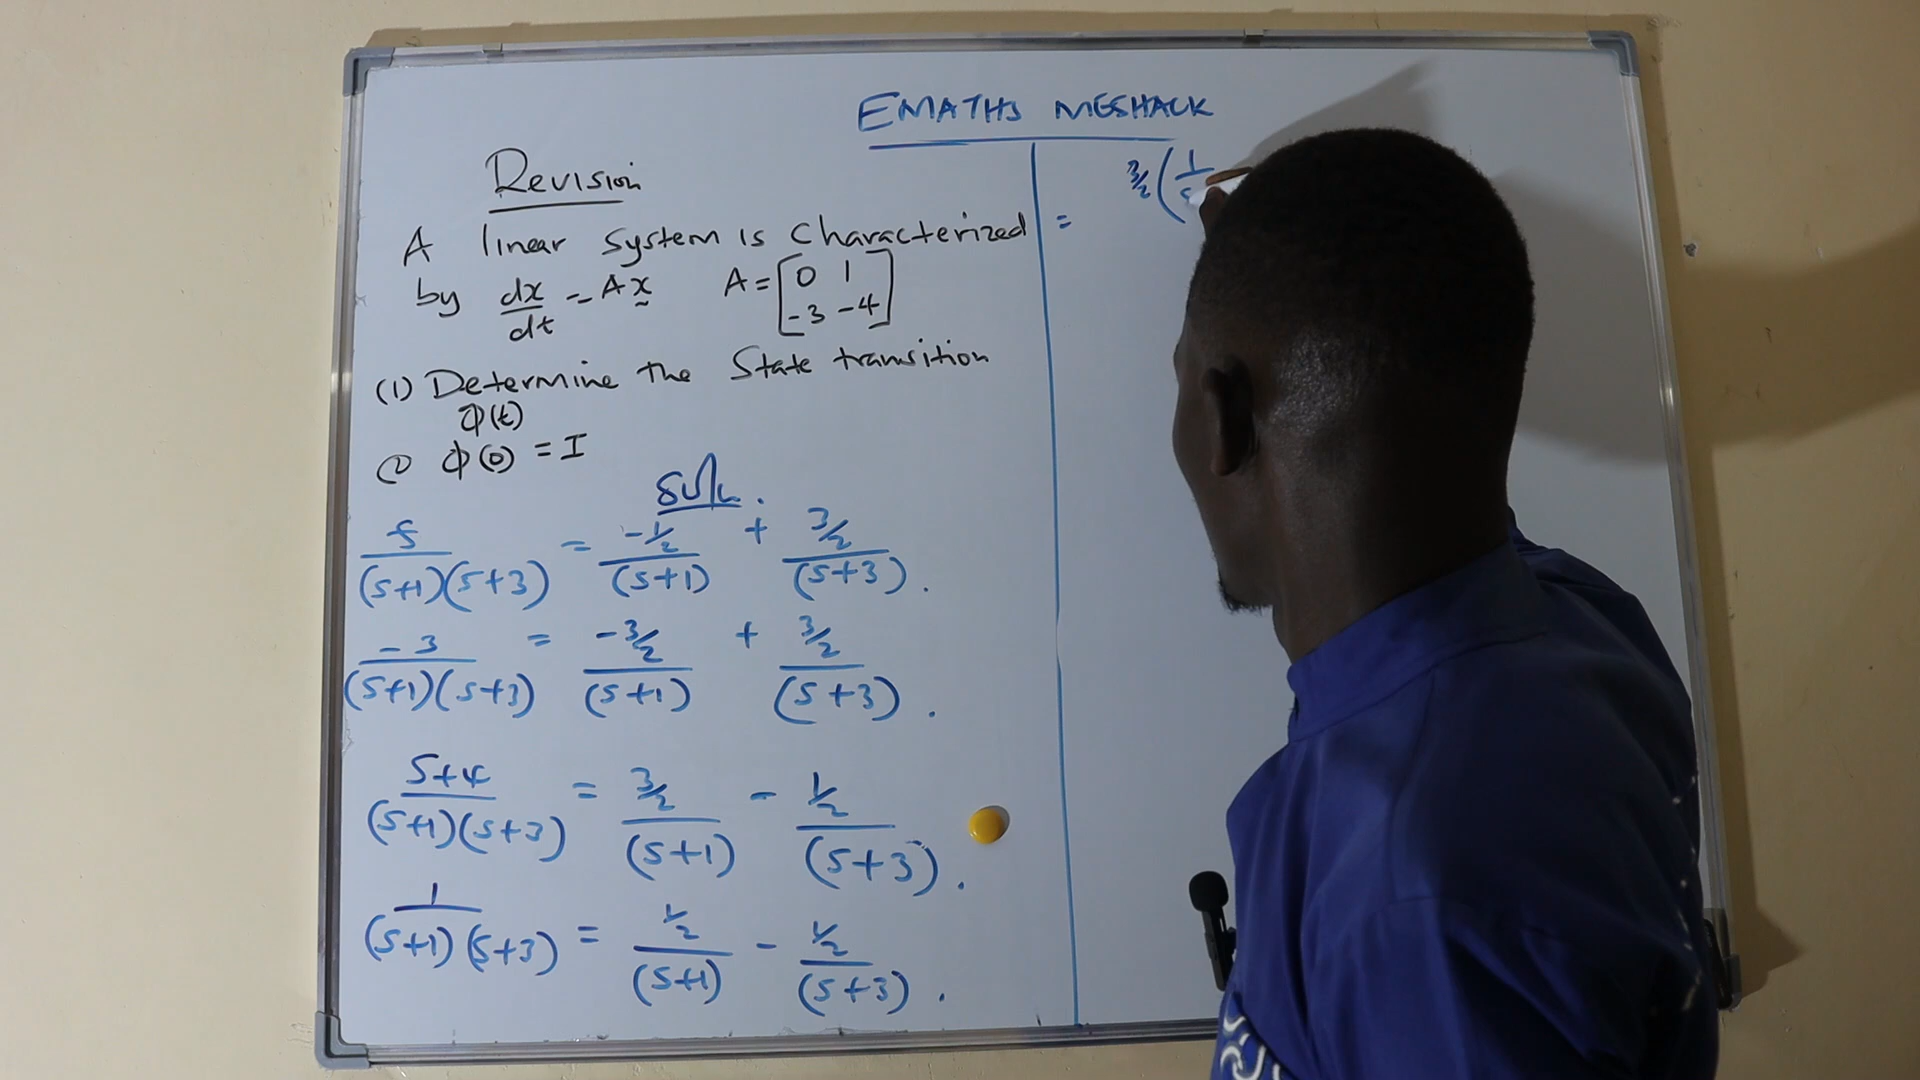 EMATHS MESHACK
Revision
A linear system is characterized
by dx/dt = Ax A = [0 1
-3 -4]
(1) Determine the State transition
Φ(t)
(2) Φ(0) = I
Soln.
s/((s+1)(s+3)) = -1/2/(s+1) + 3/2/(s+3).
-3/((s+1)(s+3)) = -3/2/(s+1) + 3/2/(s+3).
s+4/((s+1)(s+3)) = 3/2/(s+1) - 1/2/(s+3).
1/((s+1)(s+3)) = 1/2/(s+1) - 1/2/(s+3).
= 3/2(1/s